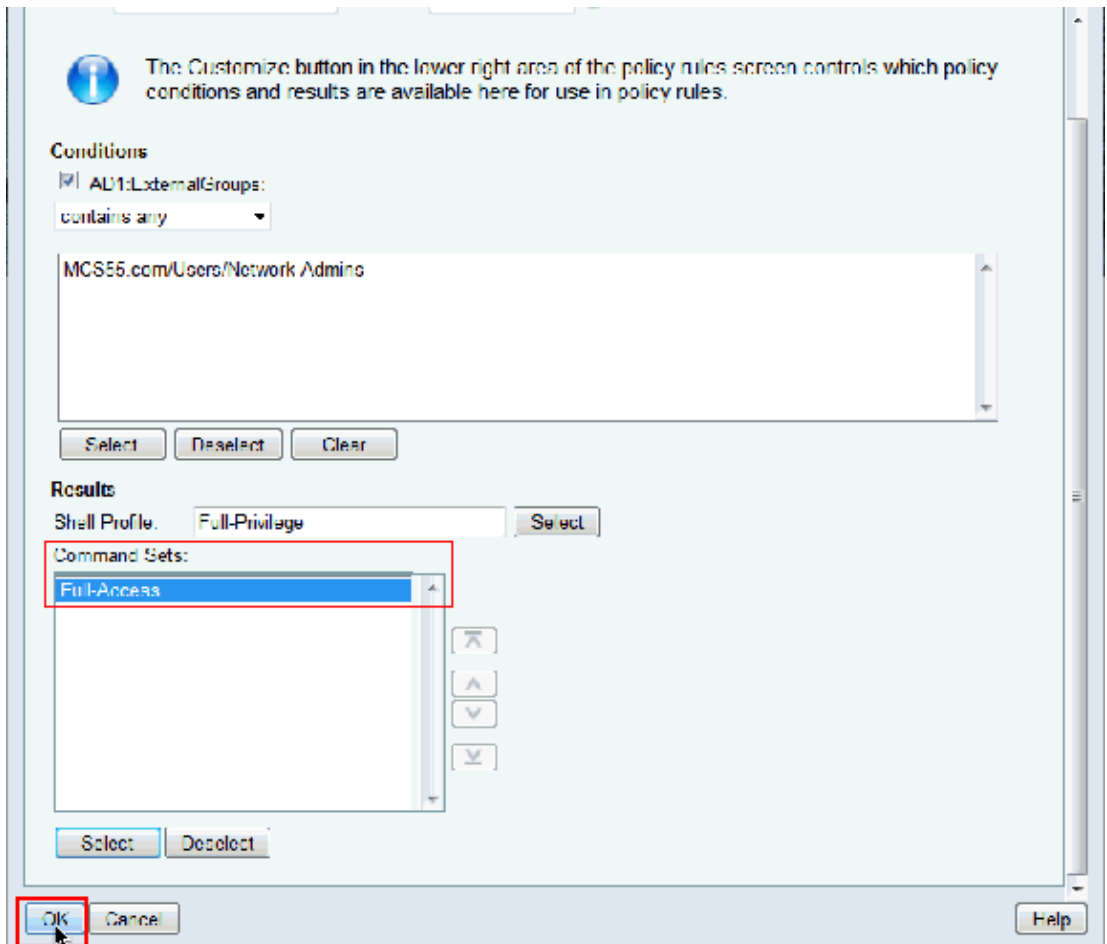 The Customize button in the lower right area of the policy rules screen controls which policy
conditions and results are available here for use in policy rules.
Conditions
AD1:ExternalGroups:
contains any
MCS55.com/Users/Network Admins
Select Deselect Clear
Results
Shell Profile: Full-Privilege Select
Command Sets:
Full-Access
Select Deselect
OK Cancel Help